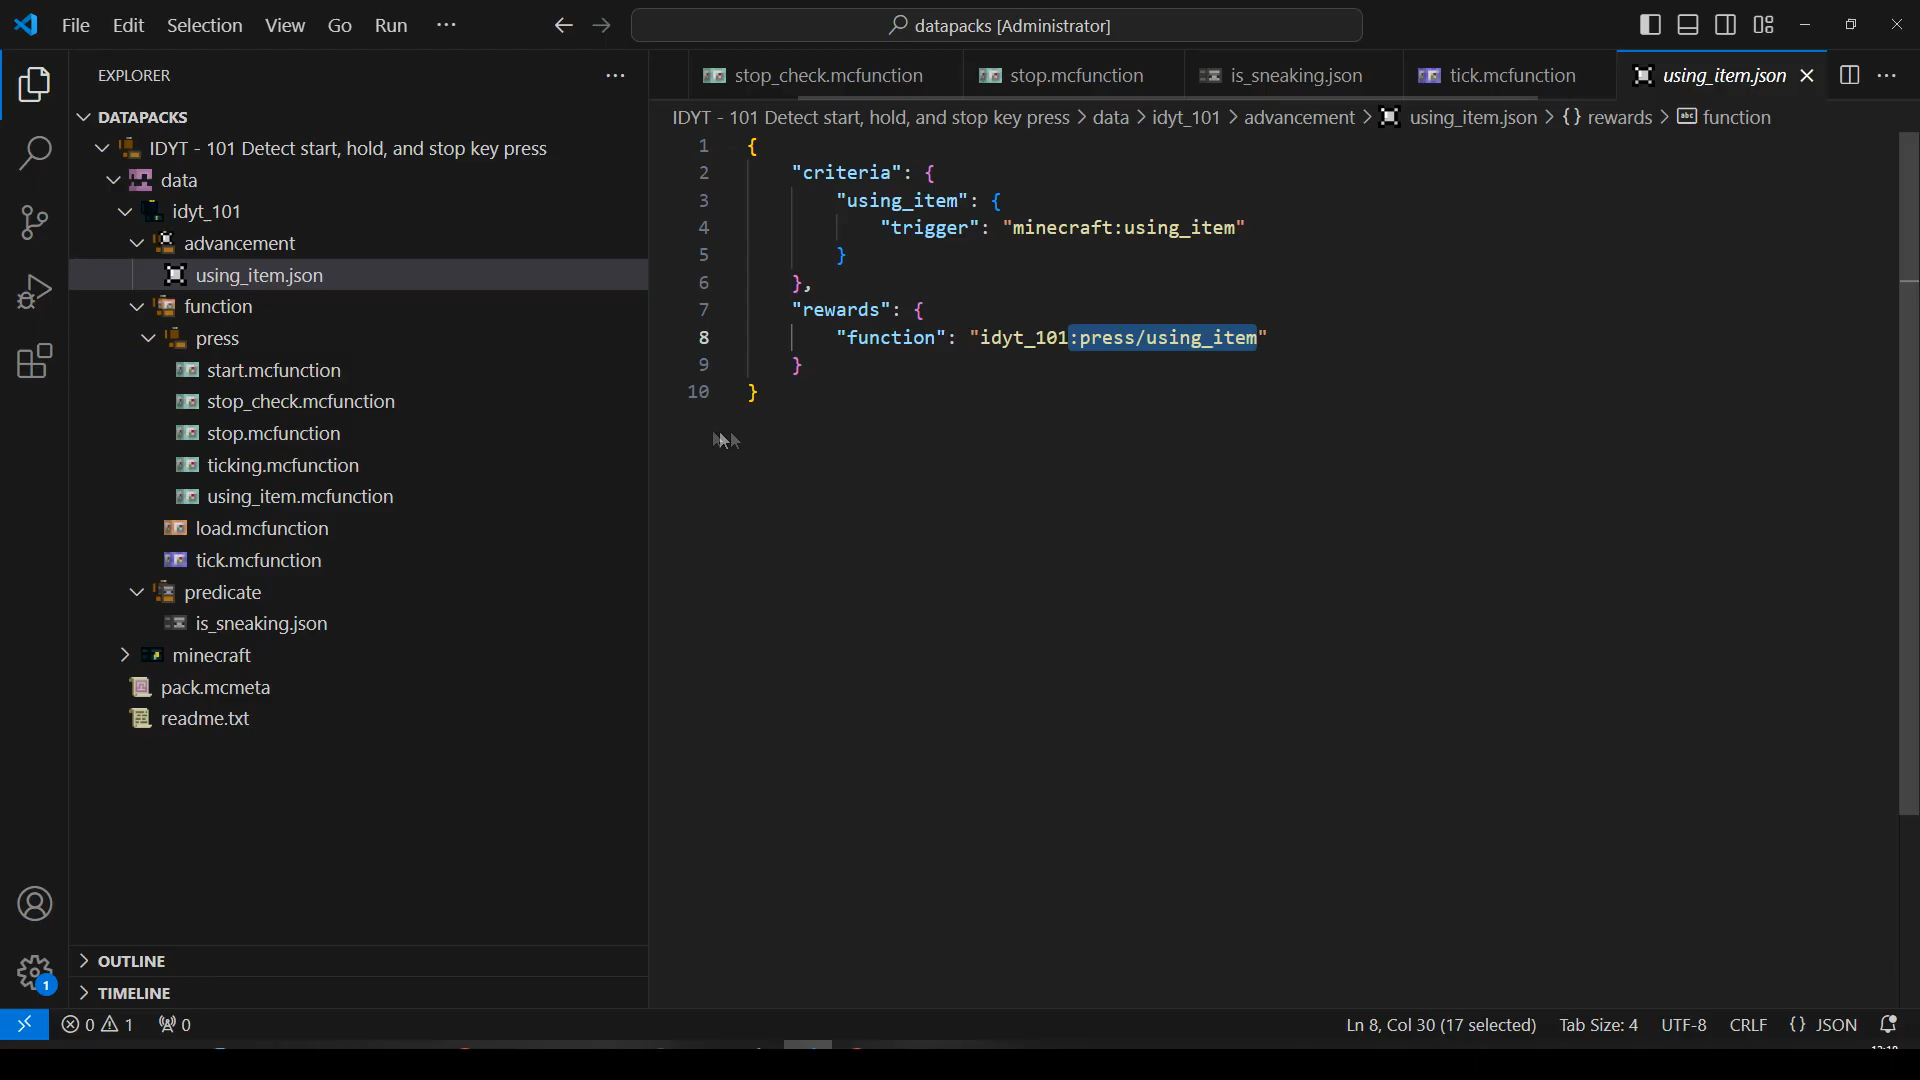 File Edit Selection View Go Run ···
datapacks [Administrator]
EXPLORER
DATAPACKS
IDYT - 101 Detect start, hold, and stop key press
data
idyt_101
advancement
using_item.json
function
press
start.mcfunction
stop_check.mcfunction
stop.mcfunction
ticking.mcfunction
using_item.mcfunction
load.mcfunction
tick.mcfunction
predicate
is_sneaking.json
minecraft
pack.mcmeta
readme.txt
OUTLINE
TIMELINE
stop_check.mcfunction stop.mcfunction is_sneaking.json tick.mcfunction using_item.json
IDYT - 101 Detect start, hold, and stop key press > data > idyt_101 > advancement > using_item.json > {} rewards > abc function
1 {
2 "criteria": {
3 "using_item": {
4 "trigger": "minecraft:using_item"
5 }
6 },
7 "rewards": {
8 "function": "idyt_101:press/using_item"
9 }
10 }
1
0 1 0
Ln 8, Col 30 (17 selected) Tab Size: 4 UTF-8 CRLF {} JSON